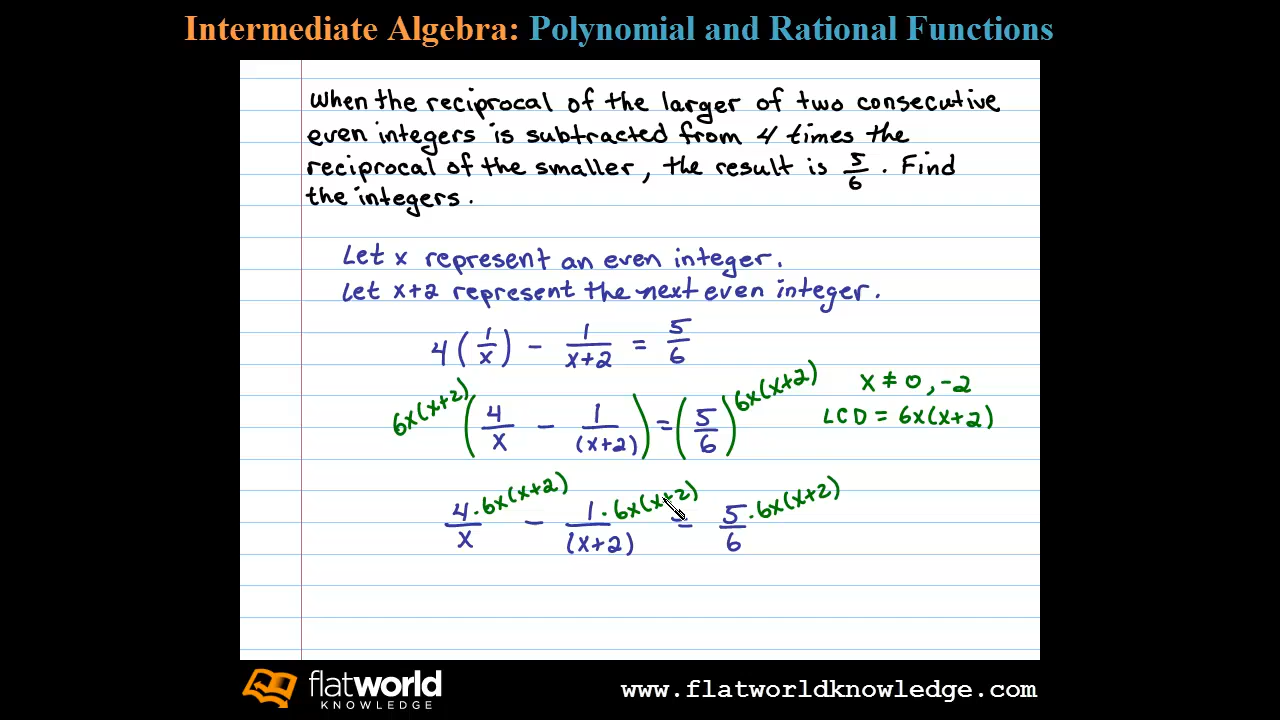 Intermediate Algebra: Polynomial and Rational Functions
When the reciprocal of the larger of two consecutive
even integers is subtracted from 4 times the
reciprocal of the smaller, the result is 5/6. Find
the integers.
Let x represent an even integer.
Let x+2 represent the next even integer.
4(1/x) - 1/(x+2) = 5/6
x ≠ 0, -2
LCD = 6x(x+2)
6x(x+2)(4/x - 1/(x+2)) = (5/6)6x(x+2)
4·6x(x+2)/x - 1·6x(x+2)/(x+2) = 5·6x(x+2)/6
flatworld
KNOWLEDGE
www.flatworldknowledge.com